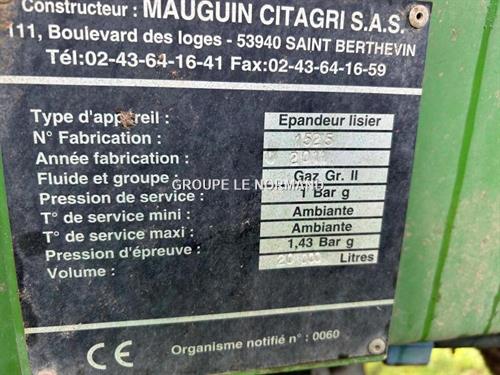 Constructeur : MAUGUIN CITAGRI S.A.S.
111, Boulevard des loges - 53940 SAINT BERTHEVIN
Tél:02-43-64-16-41 Fax:02-43-64-16-59
Type d'appareil : Epandeur lisier
N° Fabrication : 1525
Année fabrication : 2011
Fluide et groupe : Gaz Gr. II
GROUPE LE NORMAND
Pression de service : 1 Bar g
T° de service mini : Ambiante
T° de service maxi : Ambiante
Pression d'épreuve : 1,43 Bar g
Volume : Litres
CE Organisme notifié n° : 0060